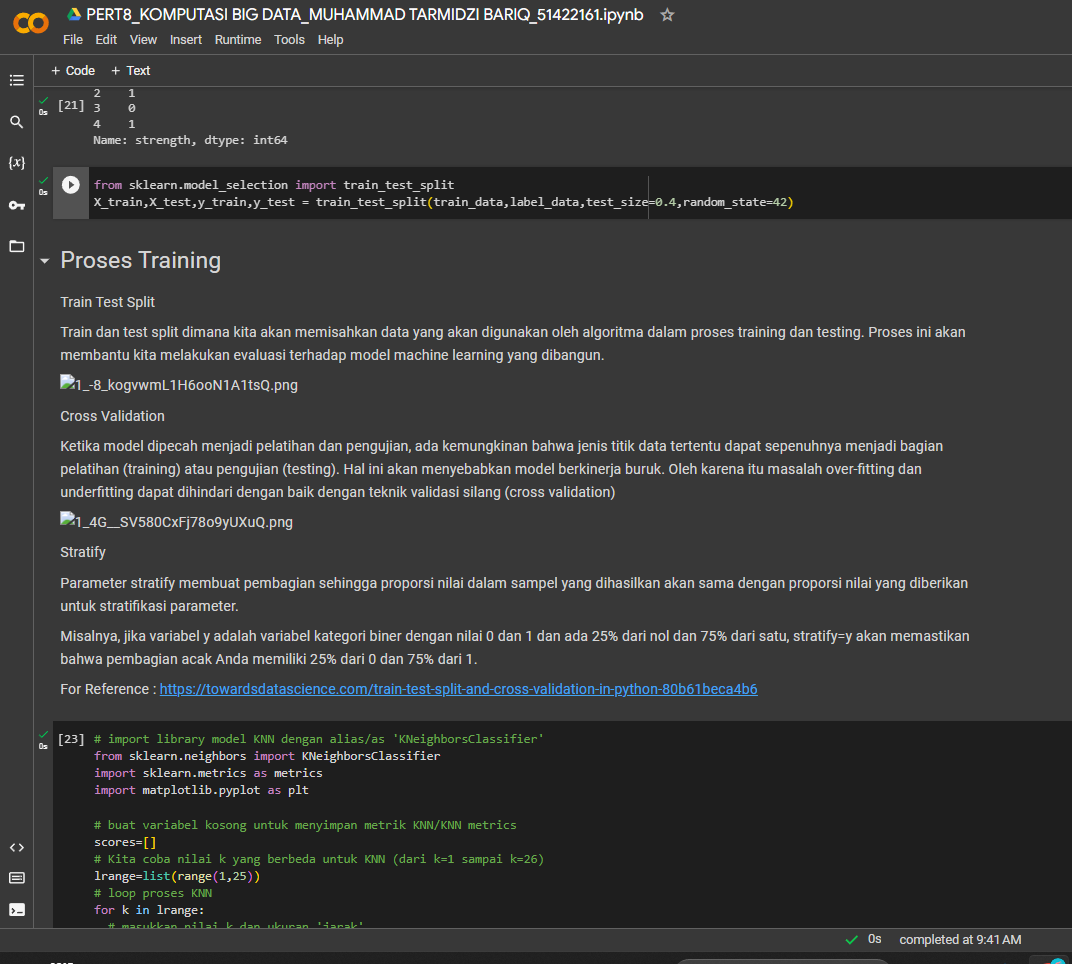 PERT8_KOMPUTASI BIG DATA_MUHAMMAD TARMIDZI BARIQ_51422161.ipynb
File Edit View Insert Runtime Tools Help
+ Code + Text
2 1
0s [21] 3 0
4 1
Name: strength, dtype: int64
0s from sklearn.model_selection import train_test_split
X_train,X_test,y_train,y_test = train_test_split(train_data,label_data,test_size=0.4,random_state=42)
{x}
Proses Training
Train Test Split
Train dan test split dimana kita akan memisahkan data yang akan digunakan oleh algoritma dalam proses training dan testing. Proses ini akan
membantu kita melakukan evaluasi terhadap model machine learning yang dibangun.
1_-8_kogvwmL1H6ooN1A1tsQ.png
Cross Validation
Ketika model dipecah menjadi pelatihan dan pengujian, ada kemungkinan bahwa jenis titik data tertentu dapat sepenuhnya menjadi bagian
pelatihan (training) atau pengujian (testing). Hal ini akan menyebabkan model berkinerja buruk. Oleh karena itu masalah over-fitting dan
underfitting dapat dihindari dengan baik dengan teknik validasi silang (cross validation)
1_4G__SV580CxFj78o9yUXuQ.png
Stratify
Parameter stratify membuat pembagian sehingga proporsi nilai dalam sampel yang dihasilkan akan sama dengan proporsi nilai yang diberikan
untuk stratifikasi parameter.
Misalnya, jika variabel y adalah variabel kategori biner dengan nilai 0 dan 1 dan ada 25% dari nol dan 75% dari satu, stratify=y akan memastikan
bahwa pembagian acak Anda memiliki 25% dari 0 dan 75% dari 1.
For Reference : https://towardsdatascience.com/train-test-split-and-cross-validation-in-python-80b61beca4b6
0s [23] # import library model KNN dengan alias/as 'KNeighborsClassifier'
from sklearn.neighbors import KNeighborsClassifier
import sklearn.metrics as metrics
import matplotlib.pyplot as plt
# buat variabel kosong untuk menyimpan metrik KNN/KNN metrics
scores=[]
# Kita coba nilai k yang berbeda untuk KNN (dari k=1 sampai k=26)
lrange=list(range(1,25))
# loop proses KNN
for k in lrange:
# masukkan nilai k dan ukuran 'jarak'
0s completed at 9:41 AM